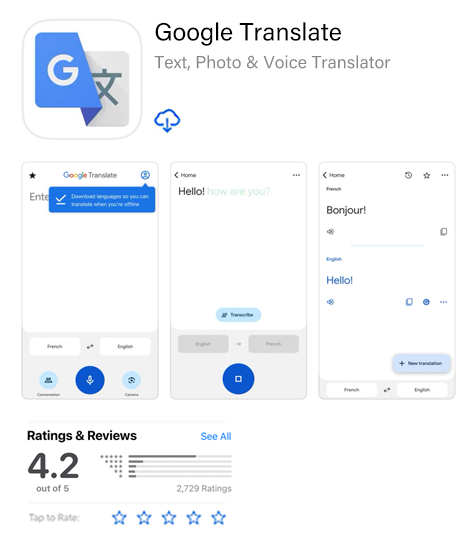 Google Translate
Text, Photo & Voice Translator
G 文
Google Translate
Ente
Download languages so you can
translate when you're offline
French
English
Conversation
Camera
Home
Hello! how are you?
Transcribe
English
French
Home
French
Bonjour!
English
Hello!
New translation
French
English
Ratings & Reviews
See All
4.2
out of 5
2,729 Ratings
Tap to Rate: